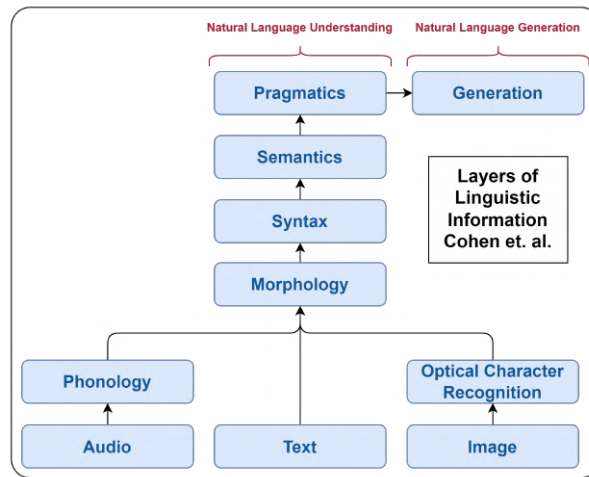 Natural Language Understanding
Natural Language Generation
Pragmatics
Generation
Semantics
Layers of
Linguistic
Information
Cohen et. al.
Syntax
Morphology
Phonology
Optical Character
Recognition
Audio
Text
Image